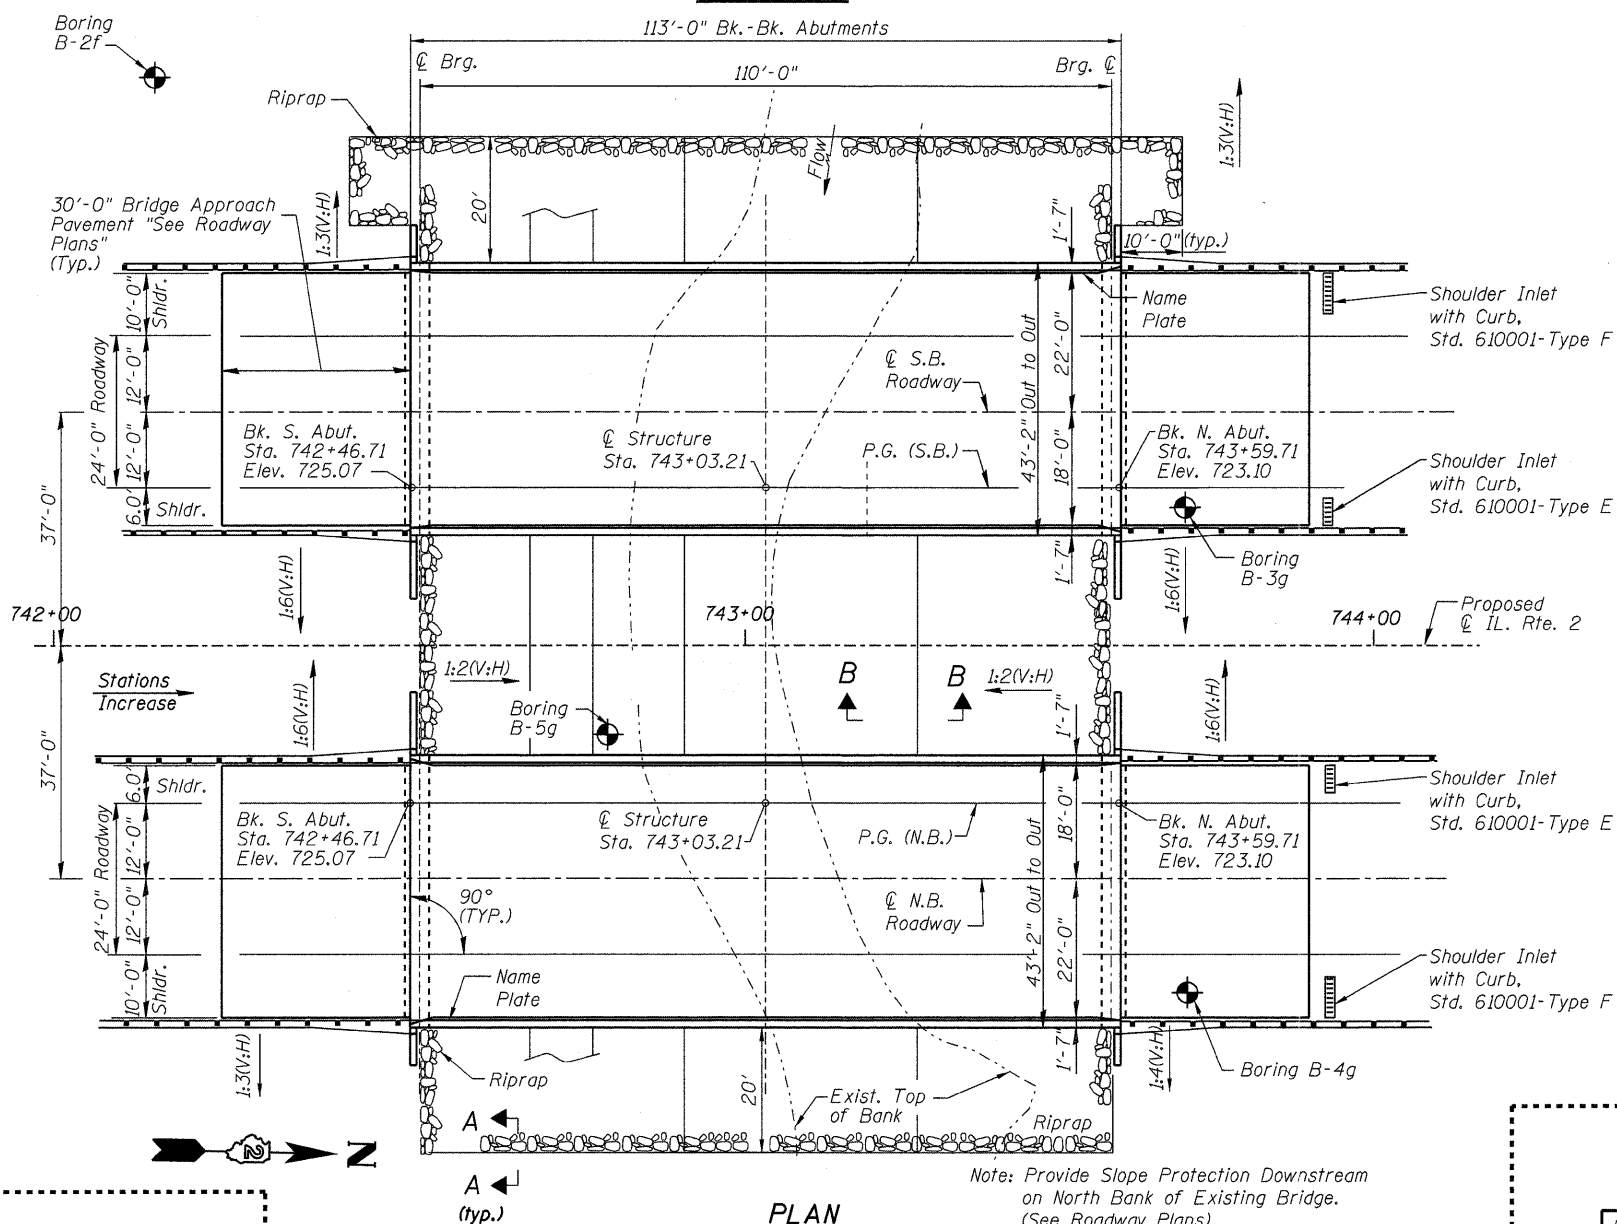 Boring
B-2f
113'-0" Bk.-Bk. Abutments
℄ Brg.
110'-0"
Brg. ℄
Riprap
Flow
1:3(V:H)
1:3(V:H)
20'
1'-7"
10'-0" (typ.)
30'-0" Bridge Approach
Pavement "See Roadway
Plans"
(Typ.)
10'-0"
Shldr.
Name
Plate
Shoulder Inlet
with Curb,
Std. 610001-Type F
24'-0" Roadway
12'-0"
12'-0"
6.0'
Shldr.
℄ S.B.
Roadway
43'-2" Out to Out
22'-0"
18'-0"
Bk. S. Abut.
Sta. 742+46.71
Elev. 725.07
℄ Structure
Sta. 743+03.21
P.G. (S.B.)
Bk. N. Abut.
Sta. 743+59.71
Elev. 723.10
Shoulder Inlet
with Curb,
Std. 610001-Type E
37'-0"
1:6(V:H)
1'-7"
1:6(V:H)
Boring
B-3g
742+00
743+00
744+00
Proposed
℄ IL. Rte. 2
Stations
Increase
1:2(V:H)
B
B
1:2(V:H)
1:6(V:H)
Boring
B-5g
1'-7"
1:6(V:H)
37'-0"
6.0'
Shldr.
24'-0" Roadway
12'-0"
12'-0"
10'-0"
Shldr.
Bk. S. Abut.
Sta. 742+46.71
Elev. 725.07
℄ Structure
Sta. 743+03.21
P.G. (N.B.)
43'-2" Out to Out
18'-0"
22'-0"
Bk. N. Abut.
Sta. 743+59.71
Elev. 723.10
Shoulder Inlet
with Curb,
Std. 610001-Type E
90°
(TYP.)
℄ N.B.
Roadway
Name
Plate
Shoulder Inlet
with Curb,
Std. 610001-Type F
1:3(V:H)
Riprap
20'
1'-7"
1:4(V:H)
Boring B-4g
Exist. Top
of Bank
Riprap
A
2
N
A
(typ.)
PLAN
Note: Provide Slope Protection Downstream
on North Bank of Existing Bridge.
(See Roadway Plans)